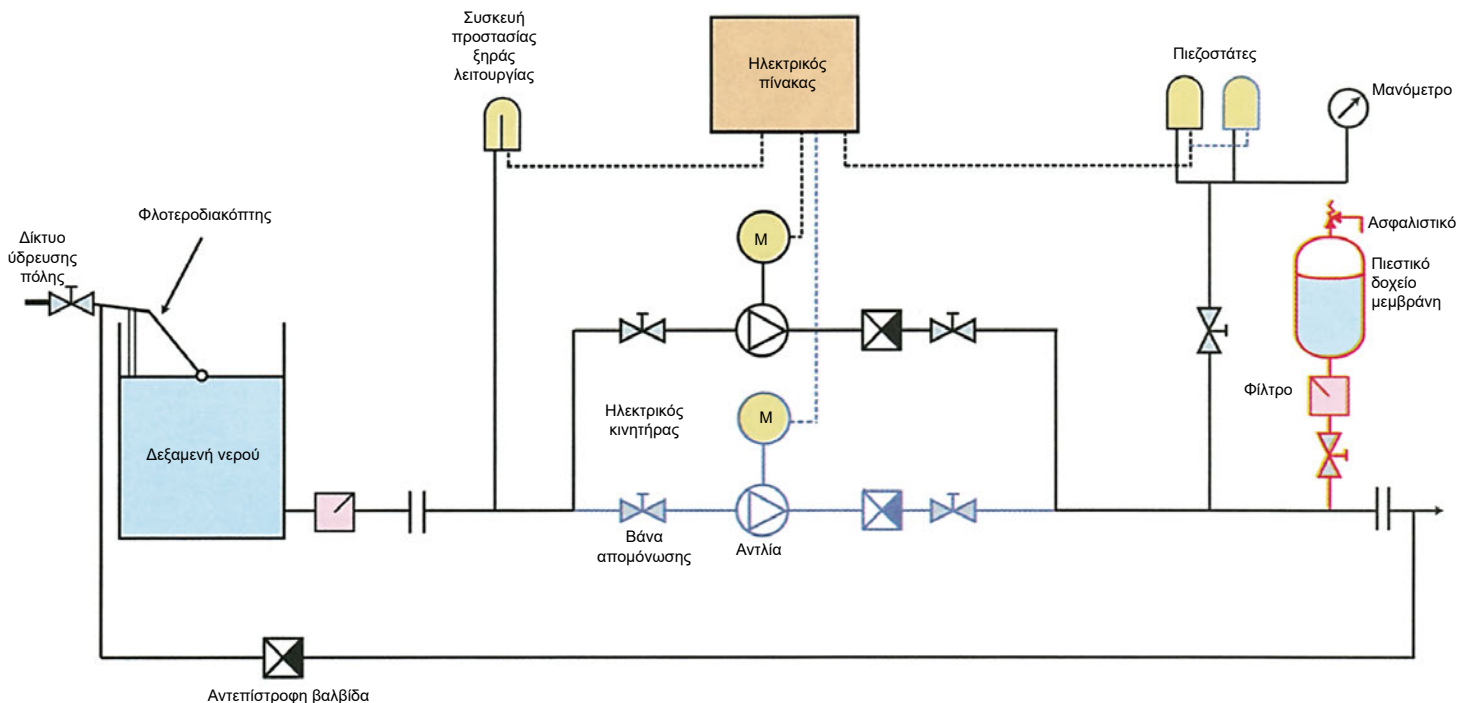 Συσκευή
προστασίας
ξηράς
λειτουργίας
Ηλεκτρικός
πίνακας
Πιεζοστάτες
Μανόμετρο
Φλοτεροδιακόπτης
Δίκτυο
ύδρευσης
πόλης
M
Ασφαλιστικό
Πιεστικό
δοχείο
μεμβράνη
Φίλτρο
Ηλεκτρικός
κινητήρας
M
Δεξαμενή νερού
Βάνα
απομόνωσης
Αντλία
Αντεπίστροφη βαλβίδα